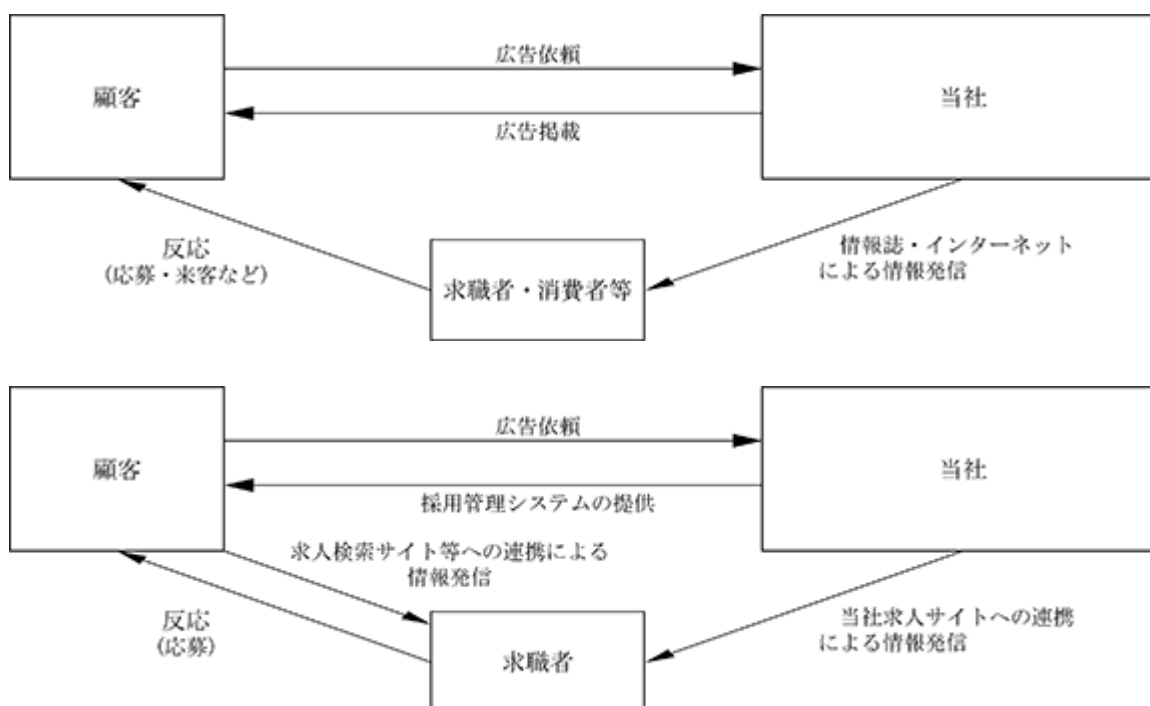 広告依頼
顧客
当社
広告掲載
反応
(応募・来客など)
求職者・消費者等
情報誌・インターネット
による情報発信
広告依頼
顧客
当社
採用管理システムの提供
求人検索サイト等への連携による
情報発信
反応
(応募)
求職者
当社求人サイトへの連携
による情報発信